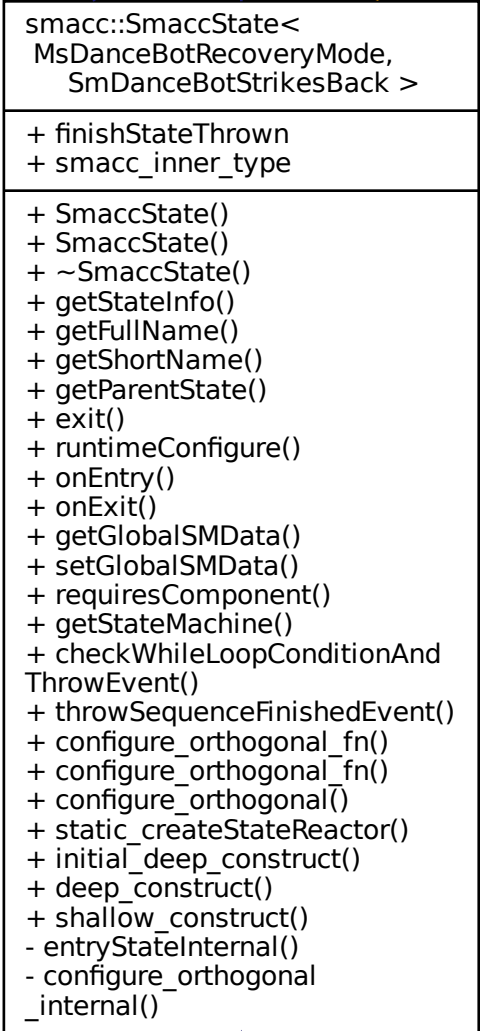 smacc::SmaccState<
MsDanceBotRecoveryMode,
SmDanceBotStrikesBack >
+ finishStateThrown
+ smacc_inner_type
+ SmaccState()
+ SmaccState()
+ ~SmaccState()
+ getStateInfo()
+ getFullName()
+ getShortName()
+ getParentState()
+ exit()
+ runtimeConfigure()
+ onEntry()
+ onExit()
+ getGlobalSMData()
+ setGlobalSMData()
+ requiresComponent()
+ getStateMachine()
+ checkWhileLoopConditionAnd
ThrowEvent()
+ throwSequenceFinishedEvent()
+ configure_orthogonal_fn()
+ configure_orthogonal_fn()
+ configure_orthogonal()
+ static_createStateReactor()
+ initial_deep_construct()
+ deep_construct()
+ shallow_construct()
- entryStateInternal()
- configure_orthogonal
_internal()